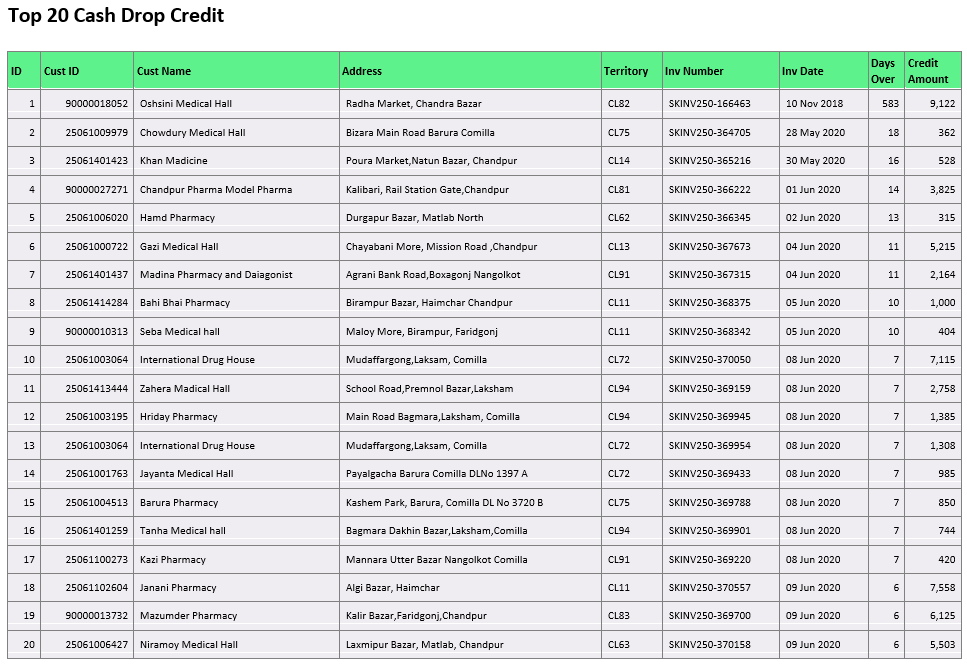 Top 20 Cash Drop Credit
ID Cust ID Cust Name Address Territory Inv Number Inv Date Days Over Credit Amount
1 90000018052 Oshsini Medical Hall Radha Market, Chandra Bazar CL82 SKINV250-166463 10 Nov 2018 583 9,122
2 25061009979 Chowdury Medical Hall Bizara Main Road Barura Comilla CL75 SKINV250-364705 28 May 2020 18 362
3 25061401423 Khan Madicine Poura Market,Natun Bazar, Chandpur CL14 SKINV250-365216 30 May 2020 16 528
4 90000027271 Chandpur Pharma Model Pharma Kalibari, Rail Station Gate,Chandpur CL81 SKINV250-366222 01 Jun 2020 14 3,825
5 25061006020 Hamd Pharmacy Durgapur Bazar, Matlab North CL62 SKINV250-366345 02 Jun 2020 13 315
6 25061000722 Gazi Medical Hall Chayabani More, Mission Road ,Chandpur CL13 SKINV250-367673 04 Jun 2020 11 5,215
7 25061401437 Madina Pharmacy and Daiagonist Agrani Bank Road,Boxagonj Nangolkot CL91 SKINV250-367315 04 Jun 2020 11 2,164
8 25061414284 Bahi Bhai Pharmacy Birampur Bazar, Haimchar Chandpur CL11 SKINV250-368375 05 Jun 2020 10 1,000
9 90000010313 Seba Medical hall Maloy More, Birampur, Faridgonj CL11 SKINV250-368342 05 Jun 2020 10 404
10 25061003064 International Drug House Mudaffargong,Laksam, Comilla CL72 SKINV250-370050 08 Jun 2020 7 7,115
11 25061413444 Zahera Madical Hall School Road,Premnol Bazar,Laksham CL94 SKINV250-369159 08 Jun 2020 7 2,758
12 25061003195 Hriday Pharmacy Main Road Bagmara,Laksham, Comilla CL94 SKINV250-369945 08 Jun 2020 7 1,385
13 25061003064 International Drug House Mudaffargong,Laksam, Comilla CL72 SKINV250-369954 08 Jun 2020 7 1,308
14 25061001763 Jayanta Medical Hall Payalgacha Barura Comilla DLNo 1397 A CL72 SKINV250-369433 08 Jun 2020 7 985
15 25061004513 Barura Pharmacy Kashem Park, Barura, Comilla DL No 3720 B CL75 SKINV250-369788 08 Jun 2020 7 850
16 25061401259 Tanha Medical hall Bagmara Dakhin Bazar,Laksham,Comilla CL94 SKINV250-369901 08 Jun 2020 7 744
17 25061100273 Kazi Pharmacy Mannara Utter Bazar Nangolkot Comilla CL91 SKINV250-369220 08 Jun 2020 7 420
18 25061102604 Janani Pharmacy Algi Bazar, Haimchar CL11 SKINV250-370557 09 Jun 2020 6 7,558
19 90000013732 Mazumder Pharmacy Kalir Bazar,Faridgonj,Chandpur CL83 SKINV250-369700 09 Jun 2020 6 6,125
20 25061006427 Niramoy Medical Hall Laxmipur Bazar, Matlab, Chandpur CL63 SKINV250-370158 09 Jun 2020 6 5,503